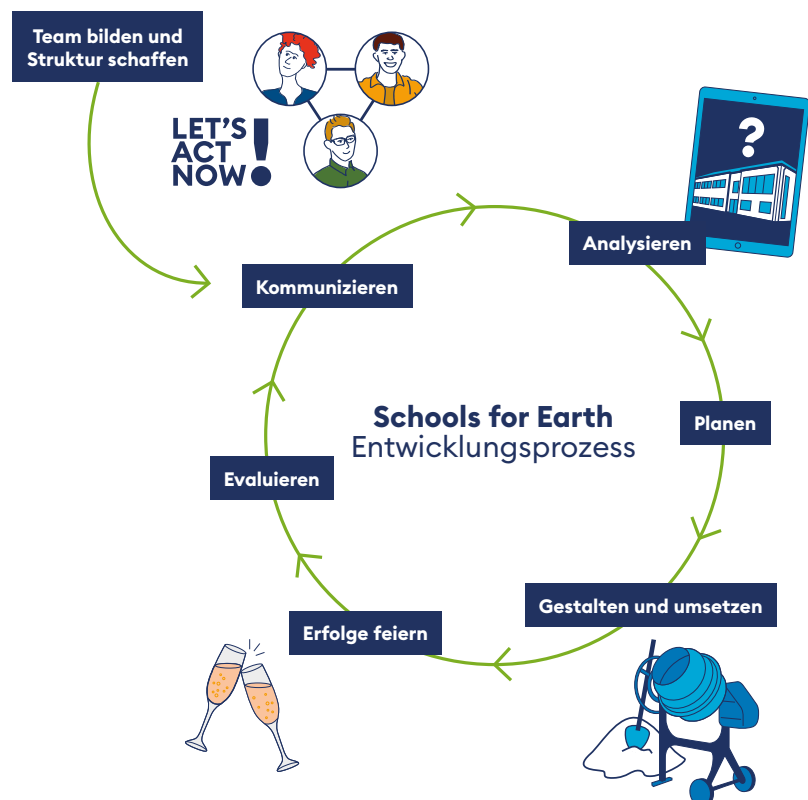 Team bilden und
Struktur schaffen
LET'S
ACT
NOW!
?
Analysieren
Kommunizieren
Schools for Earth
Entwicklungsprozess
Planen
Evaluieren
Gestalten und umsetzen
Erfolge feiern